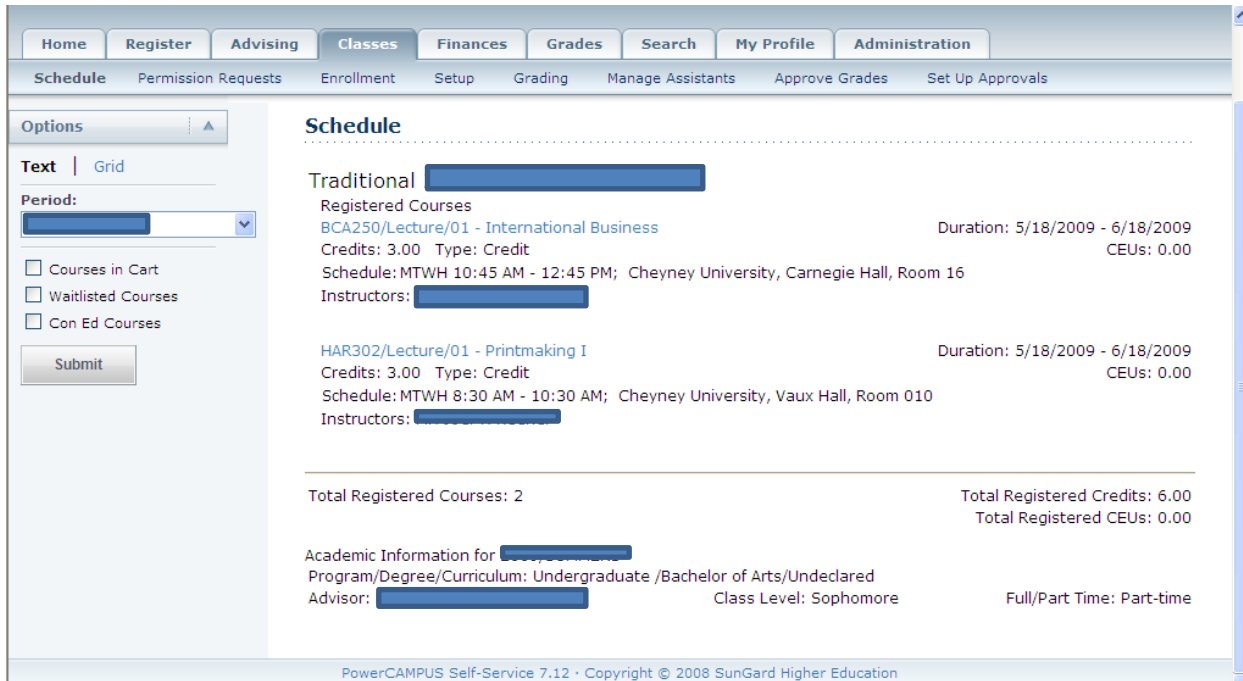 Home Register Advising Classes Finances Grades Search My Profile Administration
Schedule Permission Requests Enrollment Setup Grading Manage Assistants Approve Grades Set Up Approvals
Options
Text | Grid
Period:
Courses in Cart
Waitlisted Courses
Con Ed Courses
Submit
Schedule
Traditional
Registered Courses
BCA250/Lecture/01 - International Business Duration: 5/18/2009 - 6/18/2009
Credits: 3.00 Type: Credit CEUs: 0.00
Schedule: MTWH 10:45 AM - 12:45 PM; Cheyney University, Carnegie Hall, Room 16
Instructors:
HAR302/Lecture/01 - Printmaking I Duration: 5/18/2009 - 6/18/2009
Credits: 3.00 Type: Credit CEUs: 0.00
Schedule: MTWH 8:30 AM - 10:30 AM; Cheyney University, Vaux Hall, Room 010
Instructors:
Total Registered Courses: 2 Total Registered Credits: 6.00
Total Registered CEUs: 0.00
Academic Information for
Program/Degree/Curriculum: Undergraduate /Bachelor of Arts/Undeclared
Advisor: Class Level: Sophomore Full/Part Time: Part-time
PowerCAMPUS Self-Service 7.12 · Copyright © 2008 SunGard Higher Education